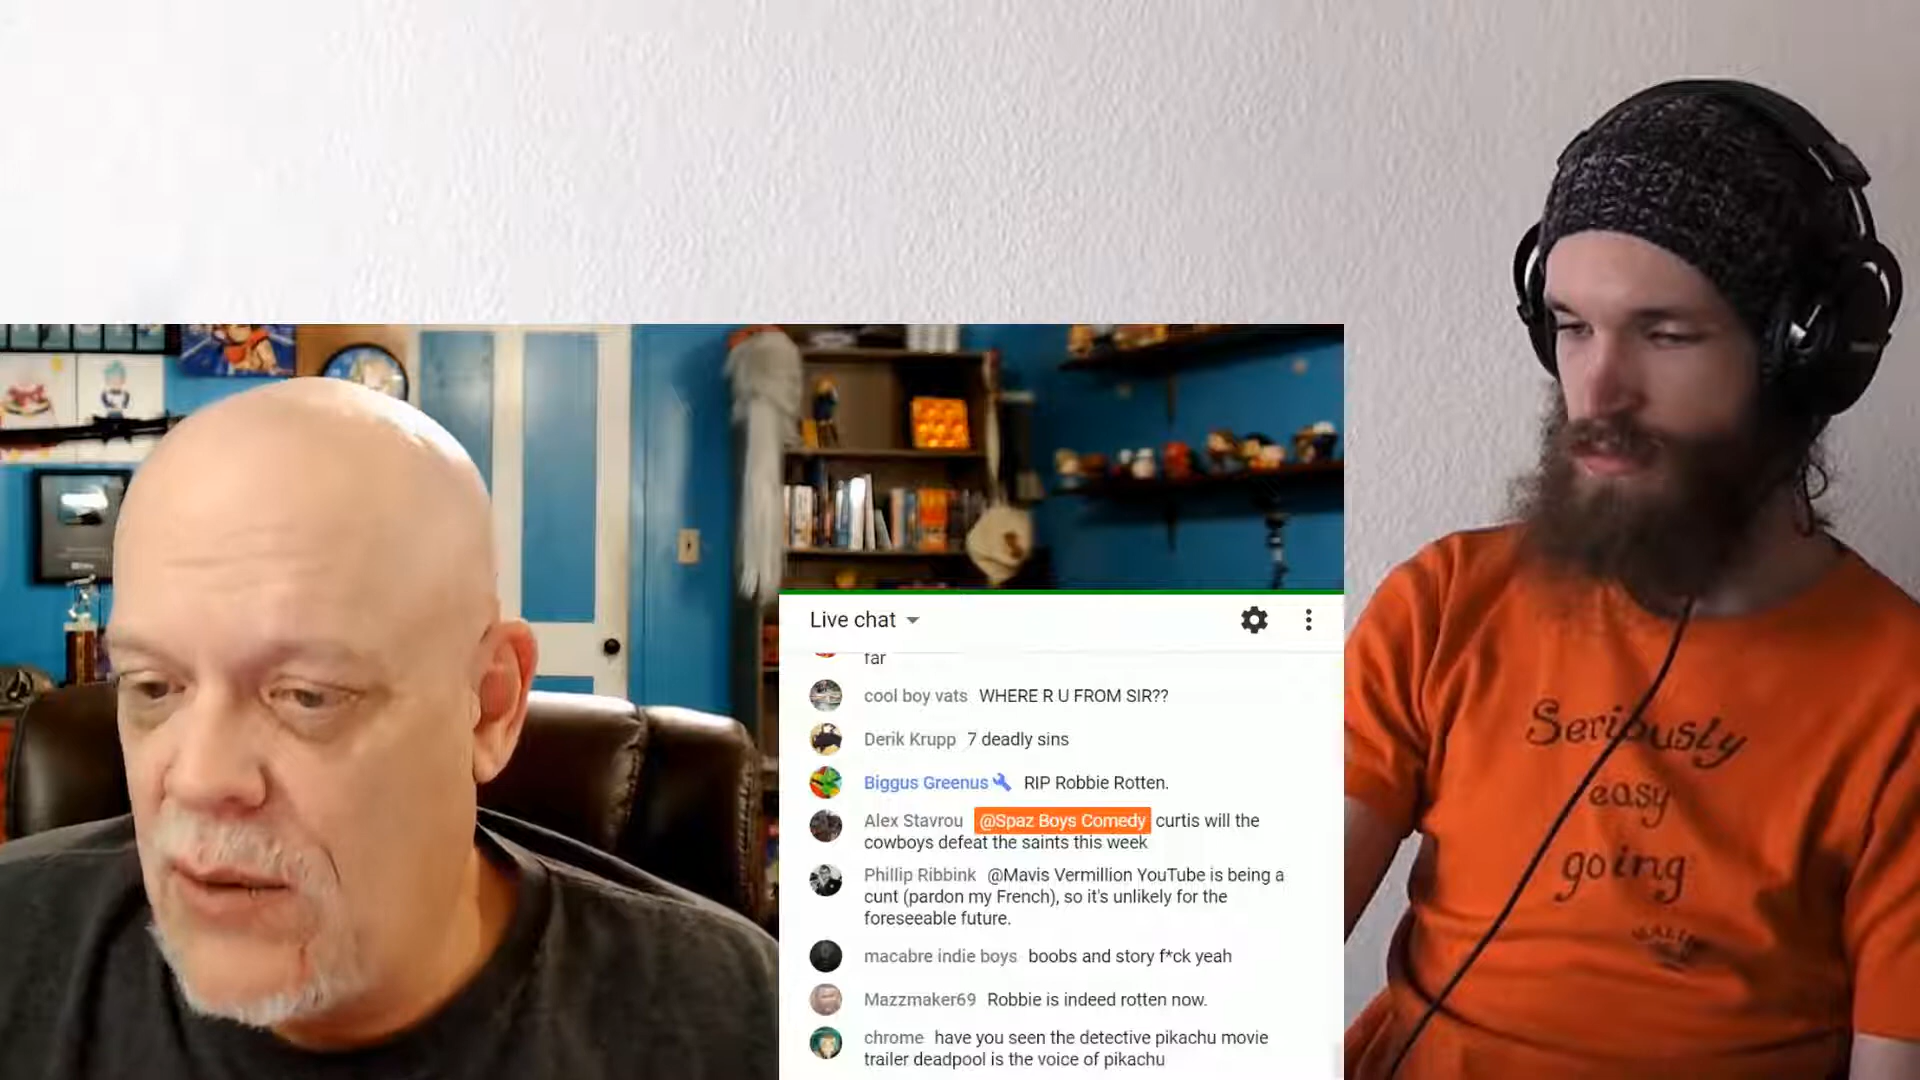 Live chat
far
cool boy vats WHERE R U FROM SIR??
Derik Krupp 7 deadly sins
Biggus Greenus RIP Robbie Rotten.
Alex Stavrou @Spaz Boys Comedy curtis will the
cowboys defeat the saints this week
Phillip Ribbink @Mavis Vermillion YouTube is being a
cunt (pardon my French), so it's unlikely for the
foreseeable future.
macabre indie boys boobs and story f*ck yeah
Mazzmaker69 Robbie is indeed rotten now.
chrome have you seen the detective pikachu movie
trailer deadpool is the voice of pikachu
Seriously
easy
going